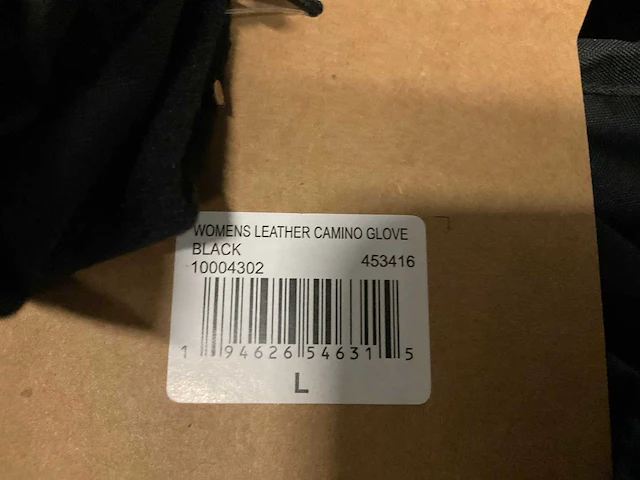 WOMENS LEATHER CAMINO GLOVE
BLACK
10004302 453416
1 94626 54631 5
L